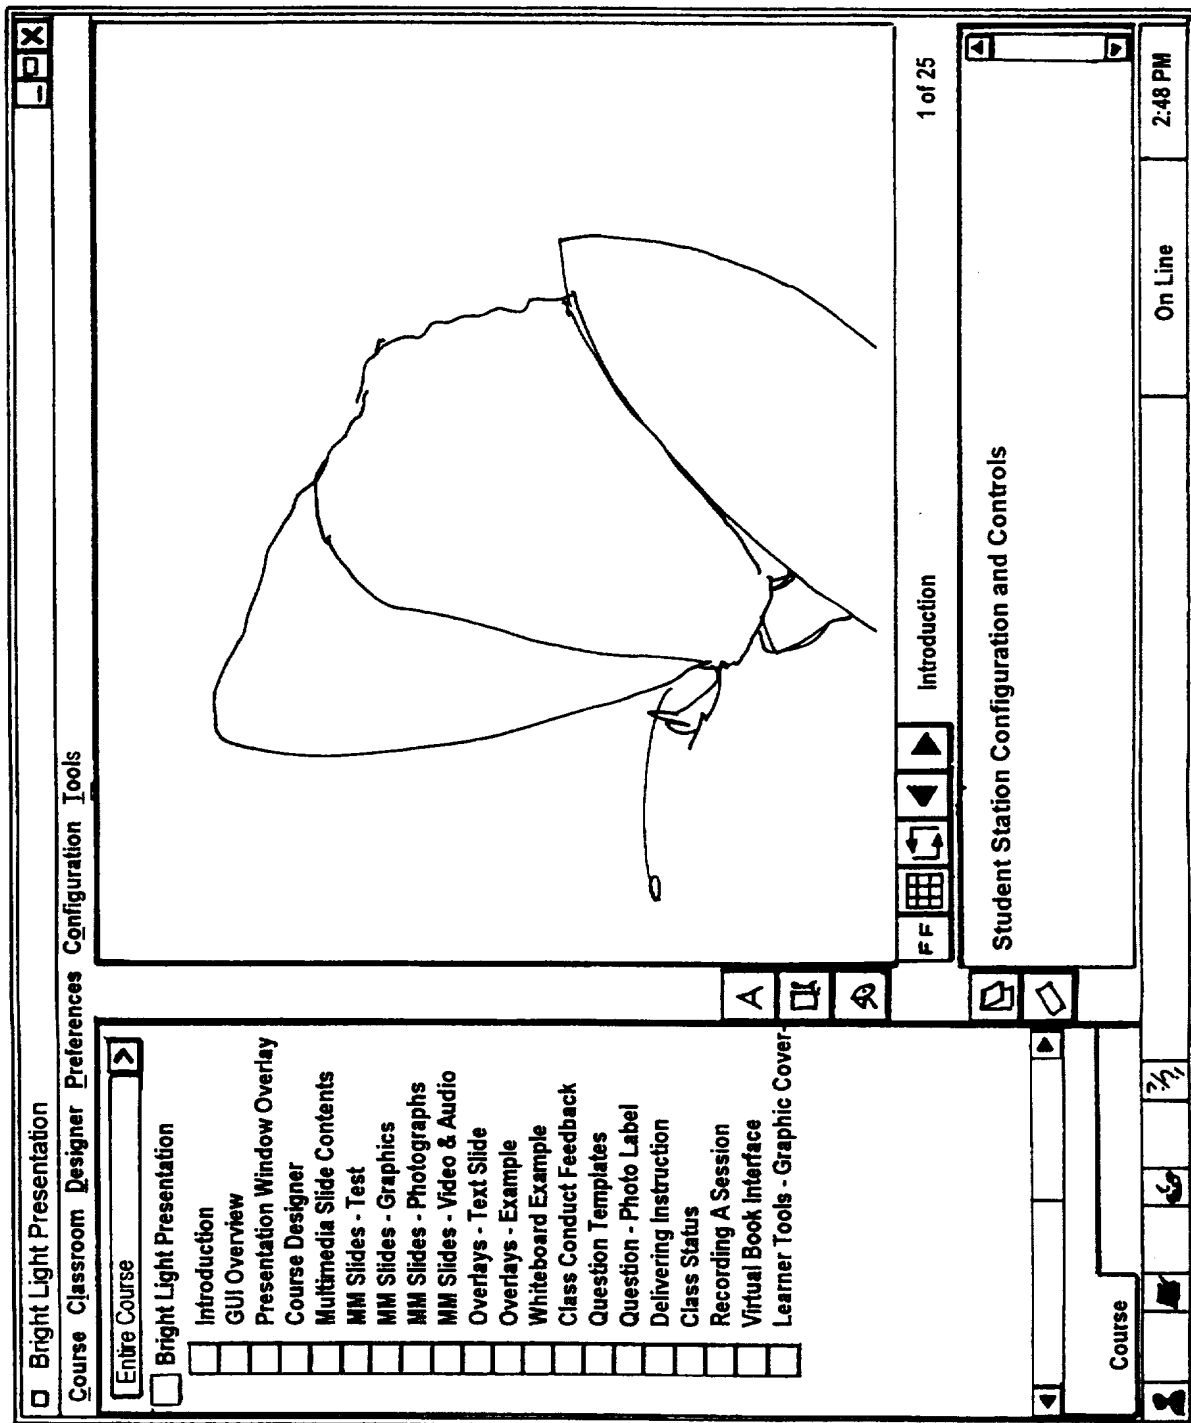 Bright Light Presentation
Course Classroom Designer Preferences Configuration Tools
Entire Course
Bright Light Presentation
Introduction
GUI Overview
Presentation Window Overlay
Course Designer
Multimedia Slide Contents
MM Slides - Test
MM Slides - Graphics
MM Slides - Photographs
MM Slides - Video & Audio
Overlays - Text Slide
Overlays - Example
Whiteboard Example
Class Conduct Feedback
Question Templates
Question - Photo Label
Delivering Instruction
Class Status
Recording A Session
Virtual Book Interface
Learner Tools - Graphic Cover-
Course
A
FF
Introduction
1 of 25
Student Station Configuration and Controls
On Line
2:48 PM